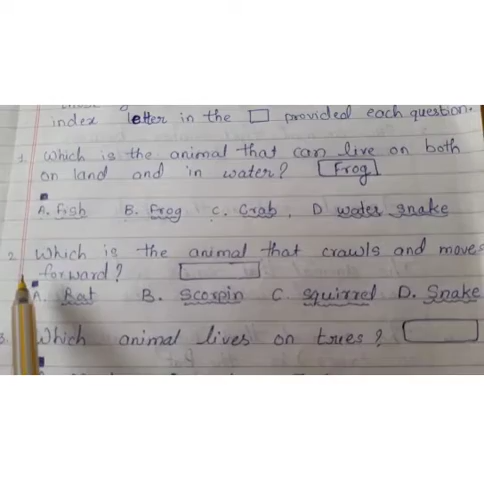 index letter in the provided each question.
1. Which is the animal that can live on both
on land and in water? Frog
A. Fish B. Frog C. Crab, D water snake
2. Which is the animal that crawls and moves
forward?
A. Rat B. Scorpin C. Squirrel D. Snake
3. Which animal lives on trues?